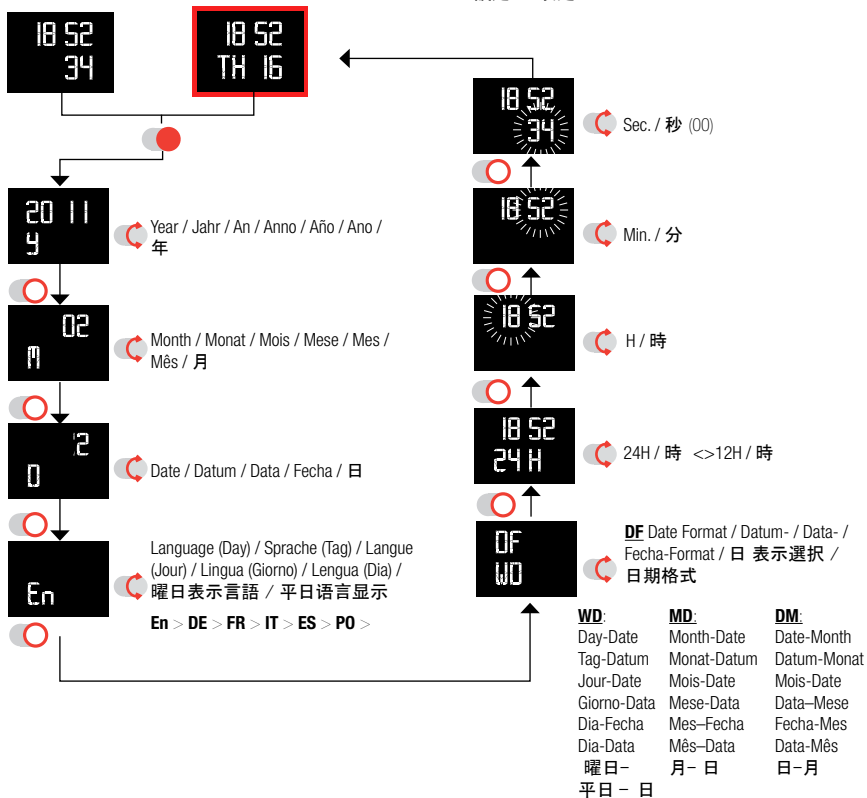 18 52
34
18 52
TH 16
20 11
Y
Year / Jahr / An / Anno / Año / Ano /
年
02
M
Month / Monat / Mois / Mese / Mes /
Mês / 月
12
D
Date / Datum / Data / Fecha / 日
En
Language (Day) / Sprache (Tag) / Langue
(Jour) / Lingua (Giorno) / Lengua (Dia) /
曜日表示言語 / 平日语言显示
En > DE > FR > IT > ES > PO >
18 52
34
Sec. / 秒 (00)
18 52
Min. / 分
18 52
H / 時
18 52
24 H
24H / 時 <>12H / 時
DF
WD
DF Date Format / Datum- / Data- /
Fecha-Format / 日 表示選択 /
日期格式
WD:
Day-Date
Tag-Datum
Jour-Date
Giorno-Data
Dia-Fecha
Dia-Data
曜日-
平日 - 日
MD:
Month-Date
Monat-Datum
Mois-Date
Mese-Data
Mes–Fecha
Mês–Data
月- 日
DM:
Date-Month
Datum-Monat
Mois-Date
Data–Mese
Fecha-Mes
Data-Mês
日-月